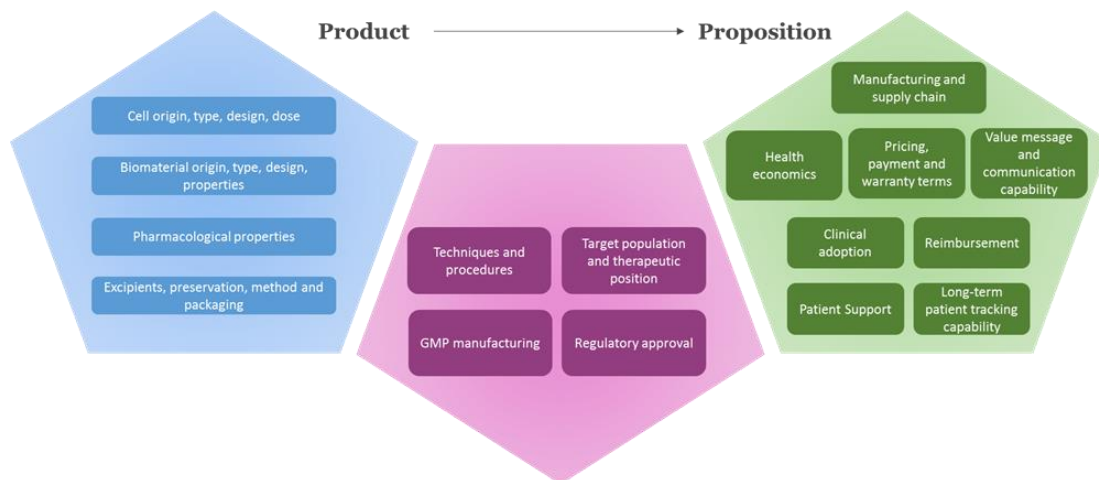 Product
Proposition
Cell origin, type, design, dose
Biomaterial origin, type, design,
properties
Pharmacological properties
Excipients, preservation, method and
packaging
Techniques and
procedures
Target population
and therapeutic
position
GMP manufacturing
Regulatory approval
Manufacturing and
supply chain
Health
economics
Pricing,
payment and
warranty terms
Value message
and
communication
capability
Clinical
adoption
Reimbursement
Patient Support
Long-term
patient tracking
capability